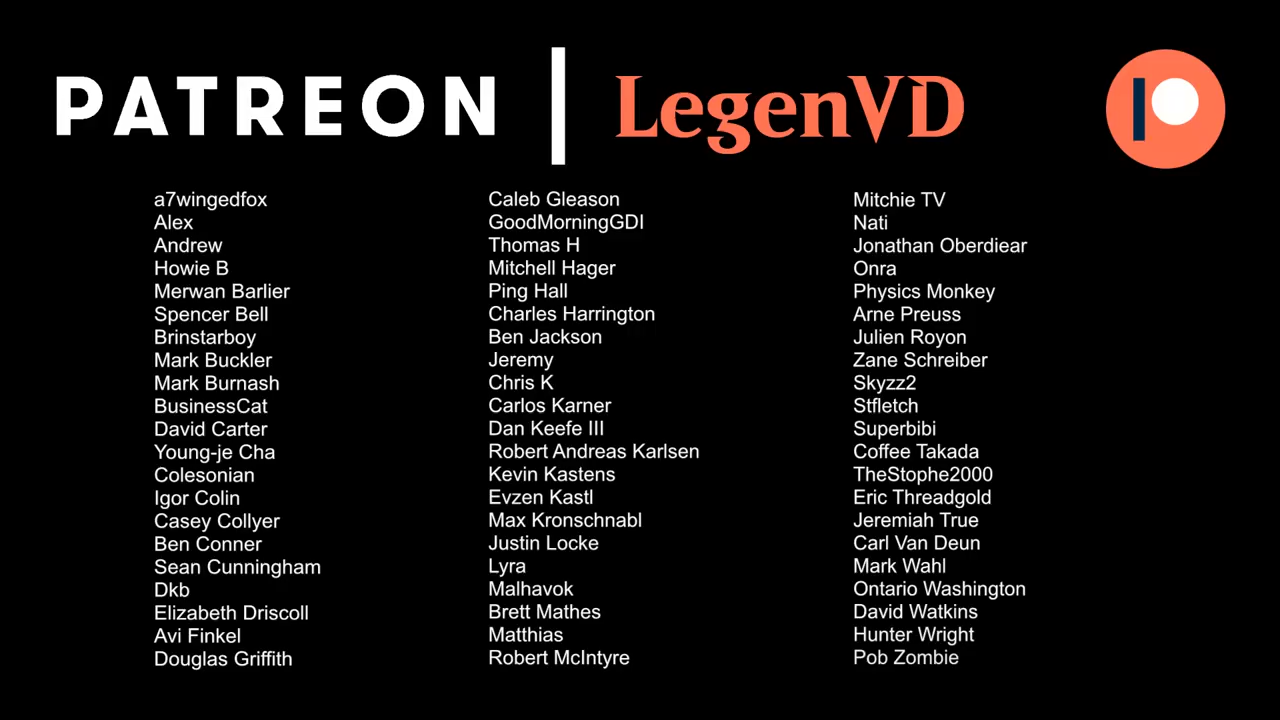 PATREON | LegenVD
a7wingedfox
Alex
Andrew
Howie B
Merwan Barlier
Spencer Bell
Brinstarboy
Mark Buckler
Mark Burnash
BusinessCat
David Carter
Young-je Cha
Colesonian
Igor Colin
Casey Collyer
Ben Conner
Sean Cunningham
Dkb
Elizabeth Driscoll
Avi Finkel
Douglas Griffith
Caleb Gleason
GoodMorningGDI
Thomas H
Mitchell Hager
Ping Hall
Charles Harrington
Ben Jackson
Jeremy
Chris K
Carlos Karner
Dan Keefe III
Robert Andreas Karlsen
Kevin Kastens
Evzen Kastl
Max Kronschnabl
Justin Locke
Lyra
Malhavok
Brett Mathes
Matthias
Robert McIntyre
Mitchie TV
Nati
Jonathan Oberdiear
Onra
Physics Monkey
Arne Preuss
Julien Royon
Zane Schreiber
Skyzz2
Stfletch
Superbibi
Coffee Takada
TheStophe2000
Eric Threadgold
Jeremiah True
Carl Van Deun
Mark Wahl
Ontario Washington
David Watkins
Hunter Wright
Pob Zombie